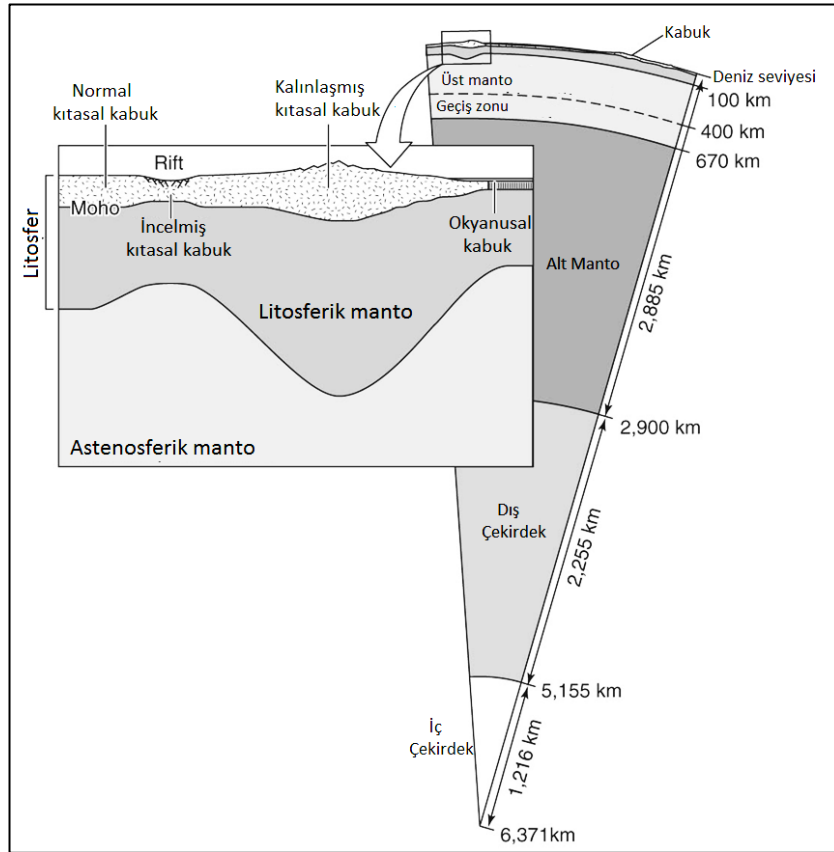 Kabuk
Deniz seviyesi
Üst manto
100 km
Geçiş zonu
400 km
670 km
Normal
kıtasal kabuk
Kalınlaşmış
kıtasal kabuk
Rift
Moho
İncelmiş
kıtasal kabuk
Okyanusal
kabuk
Litosfer
Litosferik manto
Astenosferik manto
Alt Manto
2,885 km
2,900 km
Dış
Çekirdek
2,255 km
5,155 km
İç
Çekirdek
1,216 km
6,371km